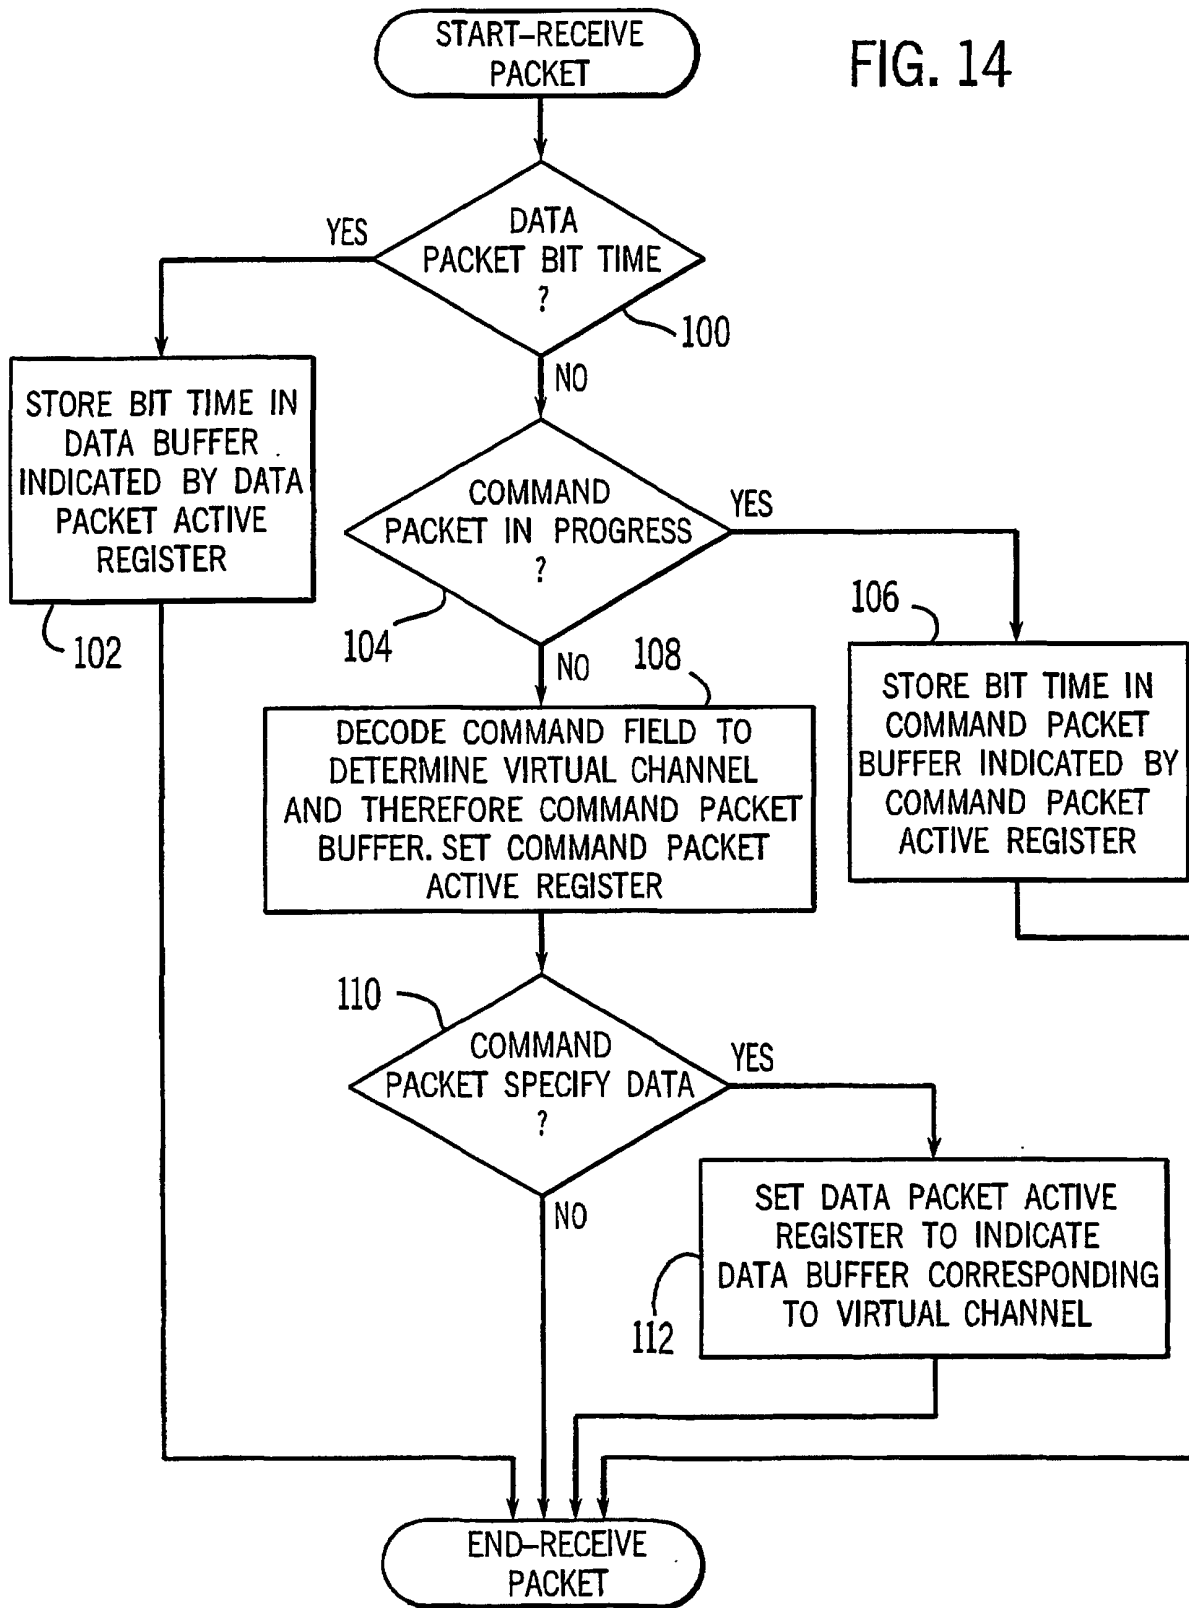 START-RECEIVE
PACKET
FIG. 14
DATA
PACKET BIT TIME
?
YES
100
NO
STORE BIT TIME IN
DATA BUFFER
INDICATED BY DATA
PACKET ACTIVE
REGISTER
102
COMMAND
PACKET IN PROGRESS
?
YES
104
NO
106
STORE BIT TIME IN
COMMAND PACKET
BUFFER INDICATED BY
COMMAND PACKET
ACTIVE REGISTER
108
DECODE COMMAND FIELD TO
DETERMINE VIRTUAL CHANNEL
AND THEREFORE COMMAND PACKET
BUFFER. SET COMMAND PACKET
ACTIVE REGISTER
110
COMMAND
PACKET SPECIFY DATA
?
YES
NO
SET DATA PACKET ACTIVE
REGISTER TO INDICATE
DATA BUFFER CORRESPONDING
TO VIRTUAL CHANNEL
112
END-RECEIVE
PACKET